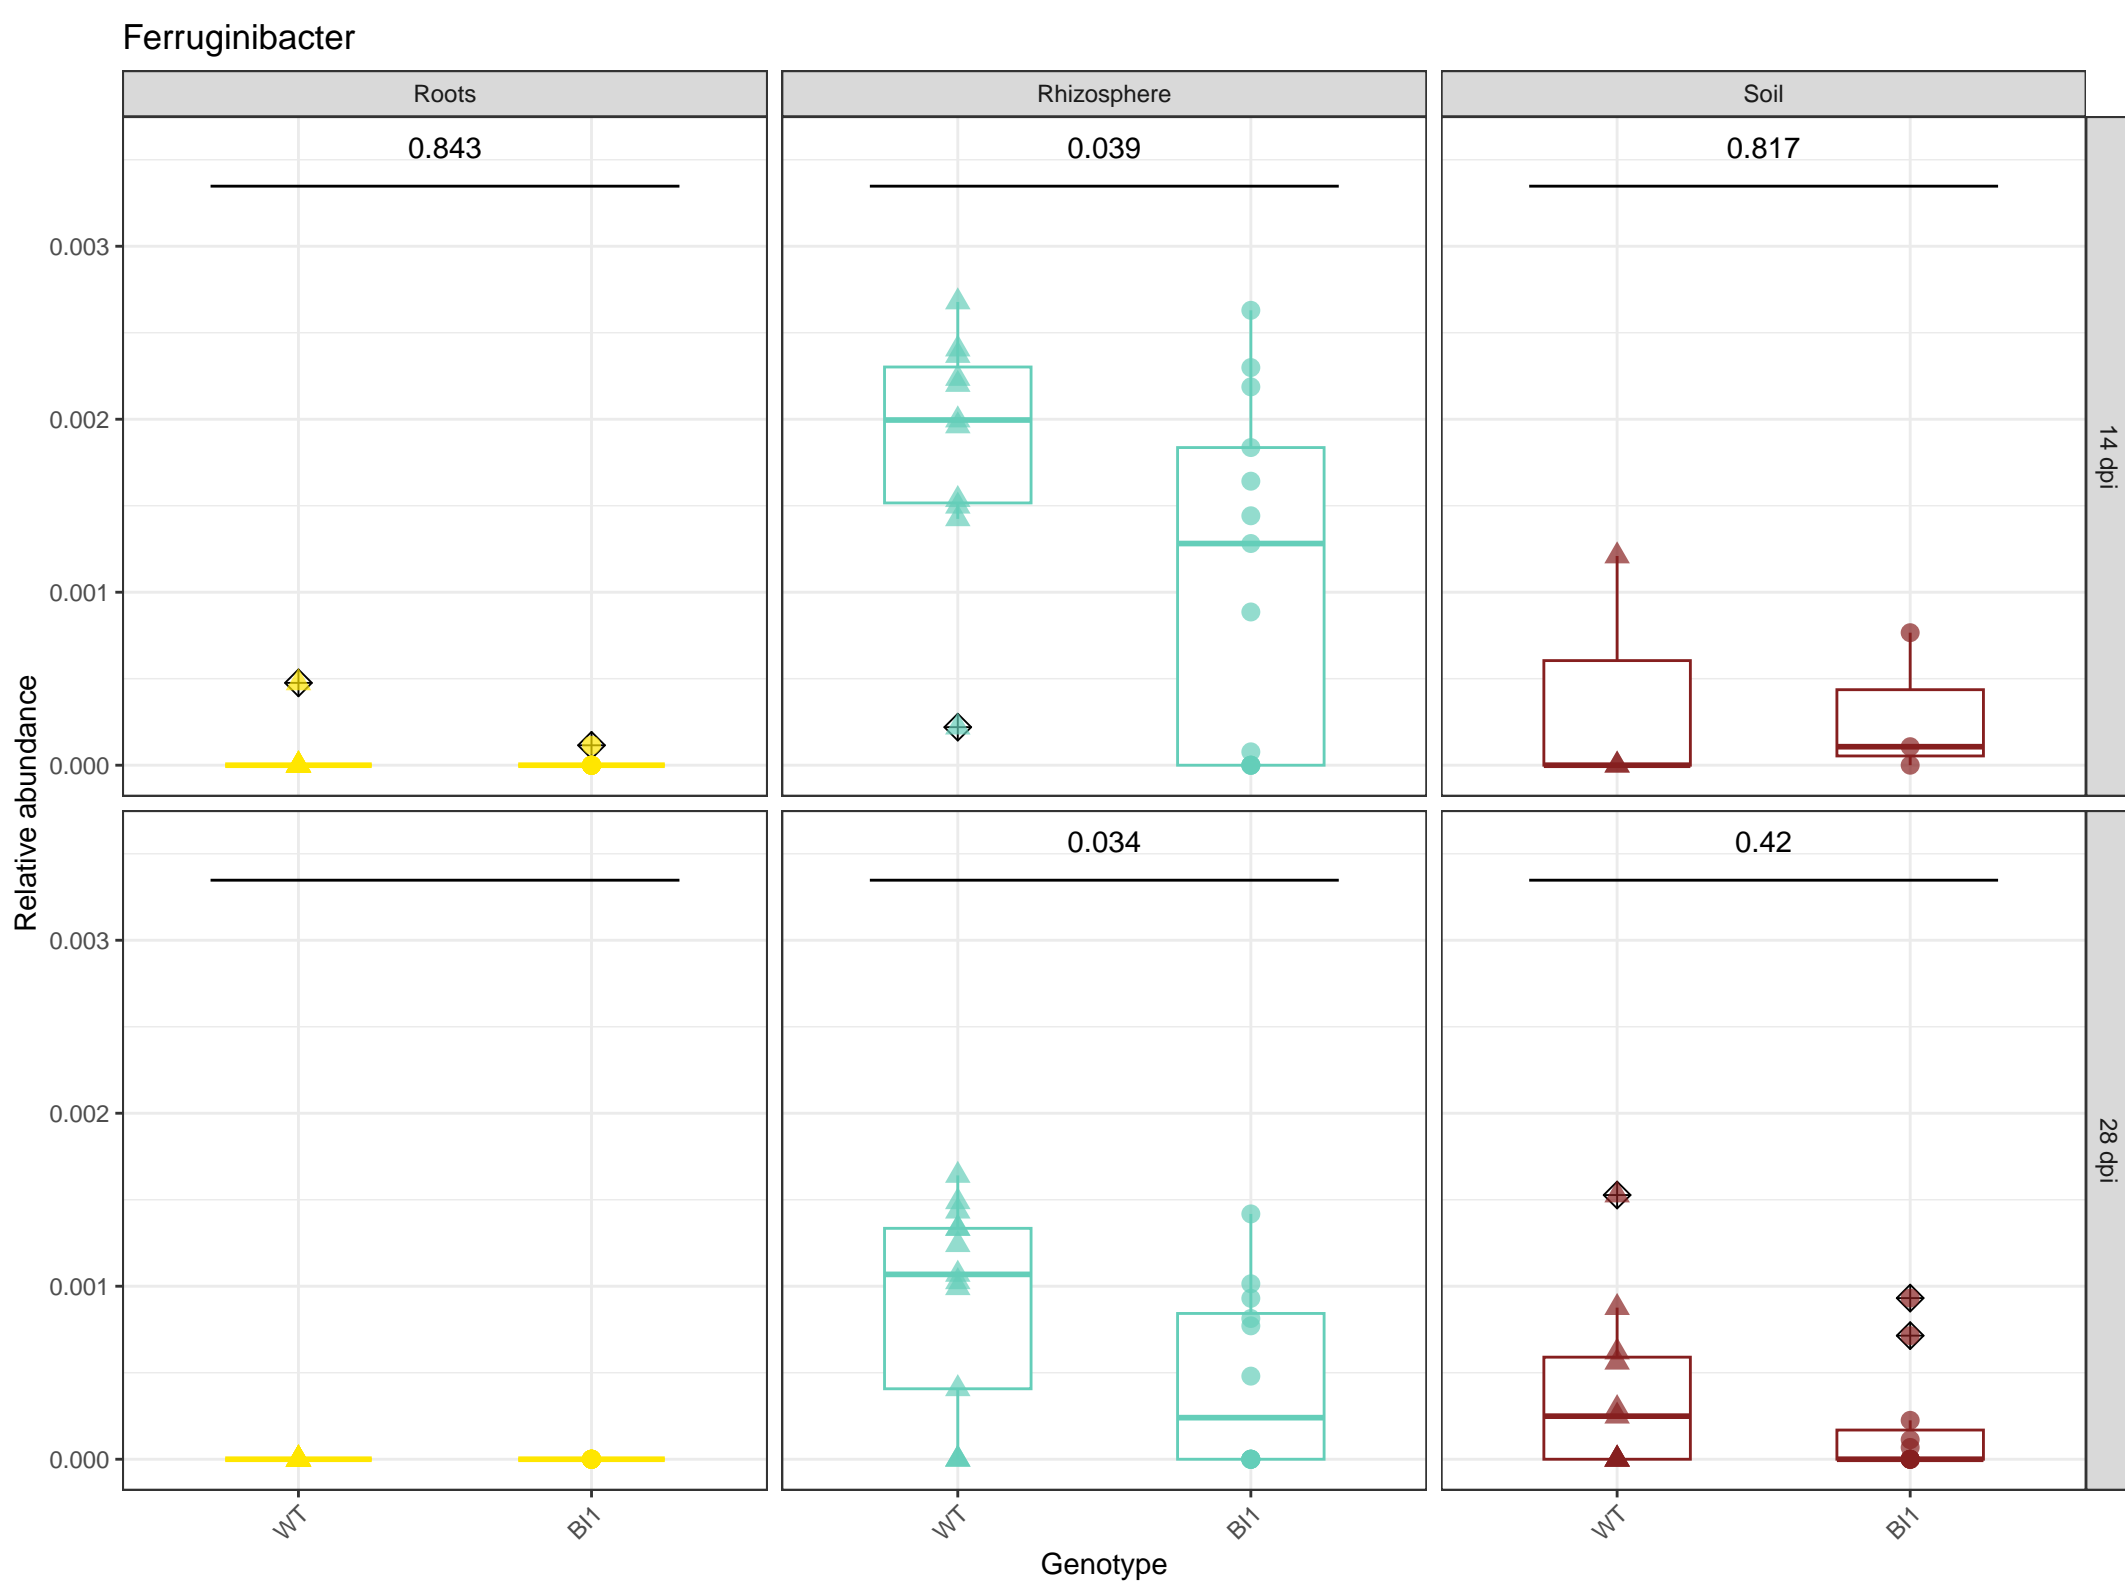 Ferruginibacter
Roots
Rhizosphere
Soil
0.843
0.039
0.817
0.003
0.002
0.001
0.000
14 dpi
Relative abundance
0.034
0.42
0.003
0.002
0.001
0.000
28 dpi
WT
BI1
WT
BI1
WT
BI1
Genotype